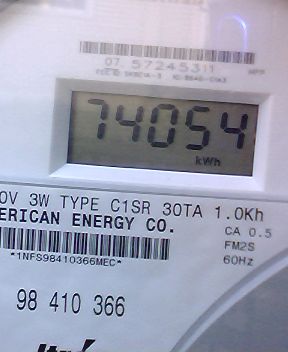 07 57245311
74054
kWh
0V 3W TYPE C1SR 30TA 1.0Kh
ERICAN ENERGY CO.
CA 0.5
FM2S
*1NFS98410366MEC*
60Hz
98 410 366